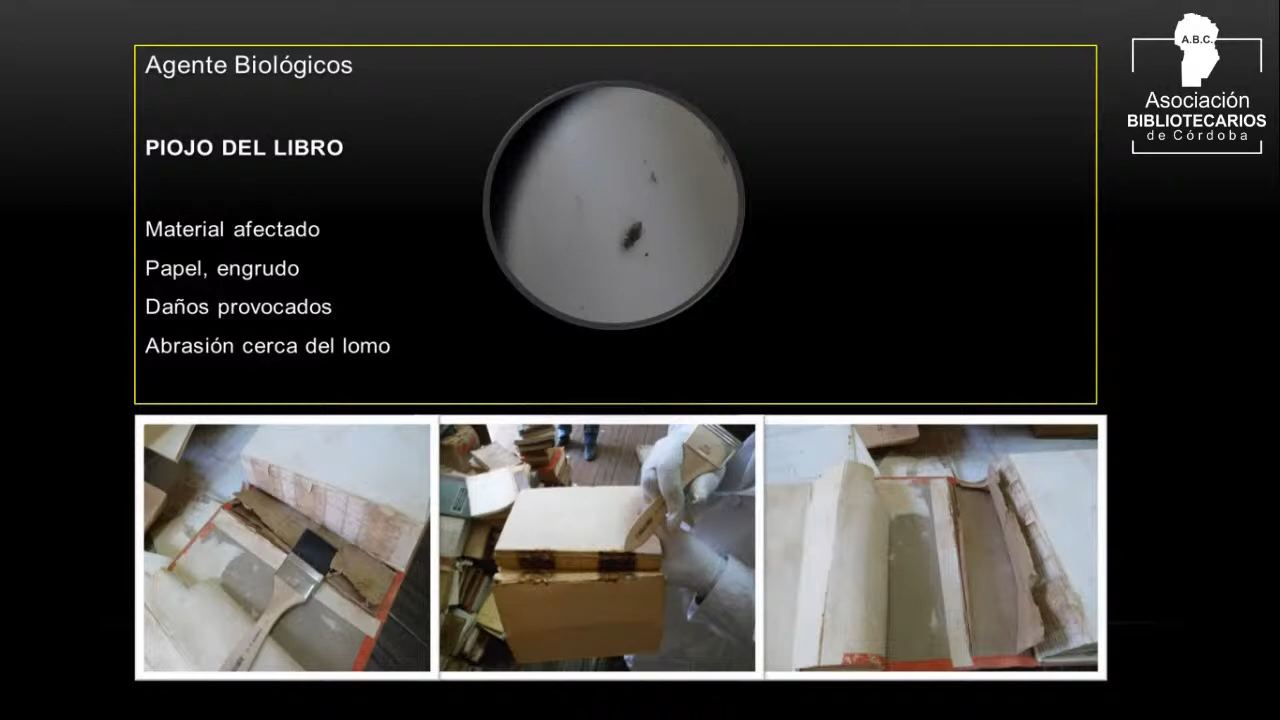 Agente Biológicos
PIOJO DEL LIBRO
Material afectado
Papel, engrudo
Daños provocados
Abrasión cerca del lomo
A.B.C.
Asociación
BIBLIOTECARIOS
de Córdoba